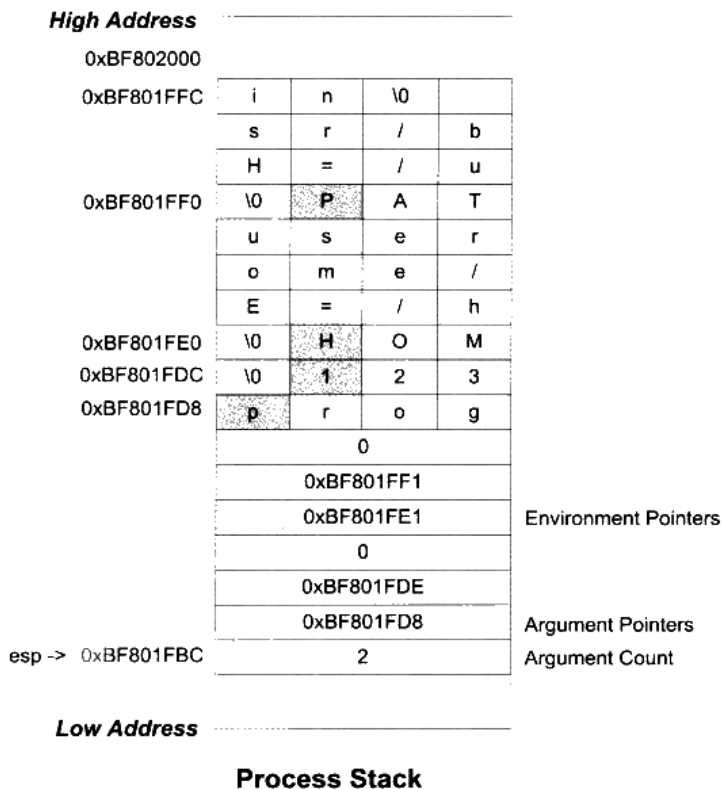 High Address
0xBF802000
0xBF801FFC i n \0
s r / b
H = / u
0xBF801FF0 \0 P A T
u s e r
o m e /
E = / h
0xBF801FE0 \0 H O M
0xBF801FDC \0 1 2 3
0xBF801FD8 p r o g
0
0xBF801FF1
0xBF801FE1 Environment Pointers
0
0xBF801FDE
0xBF801FD8 Argument Pointers
esp -> 0xBF801FBC 2 Argument Count
Low Address
Process Stack